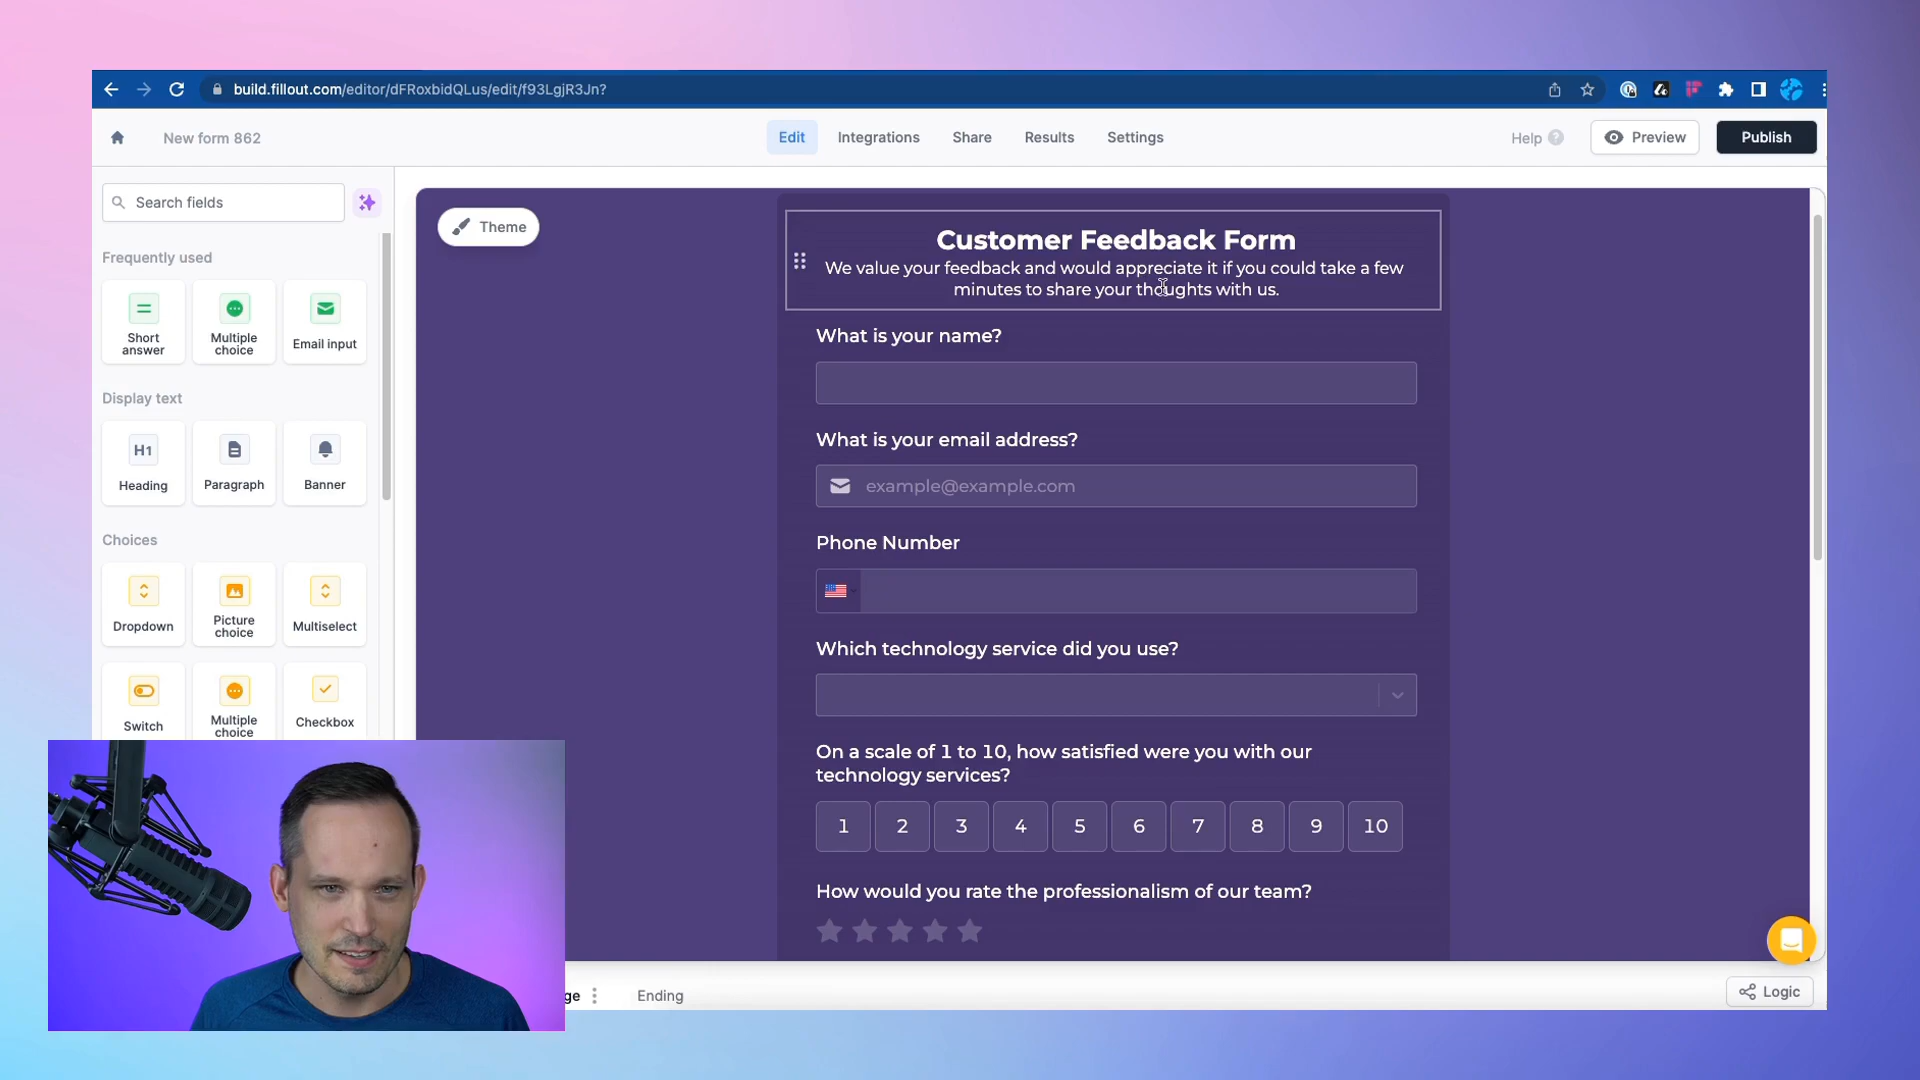 build.fillout.com/editor/dFRoxbidQLus/edit/f93LgjR3Jn?
New form 862
Edit
Integrations
Share
Results
Settings
Help ?
Preview
Publish
Search fields
Frequently used
Short
answer
Multiple
choice
Email input
Display text
H1
Heading
Paragraph
Banner
Choices
Dropdown
Picture
choice
Multiselect
Switch
Multiple
choice
Checkbox
Theme
Customer Feedback Form
We value your feedback and would appreciate it if you could take a few
minutes to share your thoughts with us.
What is your name?
What is your email address?
example@example.com
Phone Number
Which technology service did you use?
On a scale of 1 to 10, how satisfied were you with our
technology services?
1 2 3 4 5 6 7 8 9 10
How would you rate the professionalism of our team?
ge
Ending
Logic